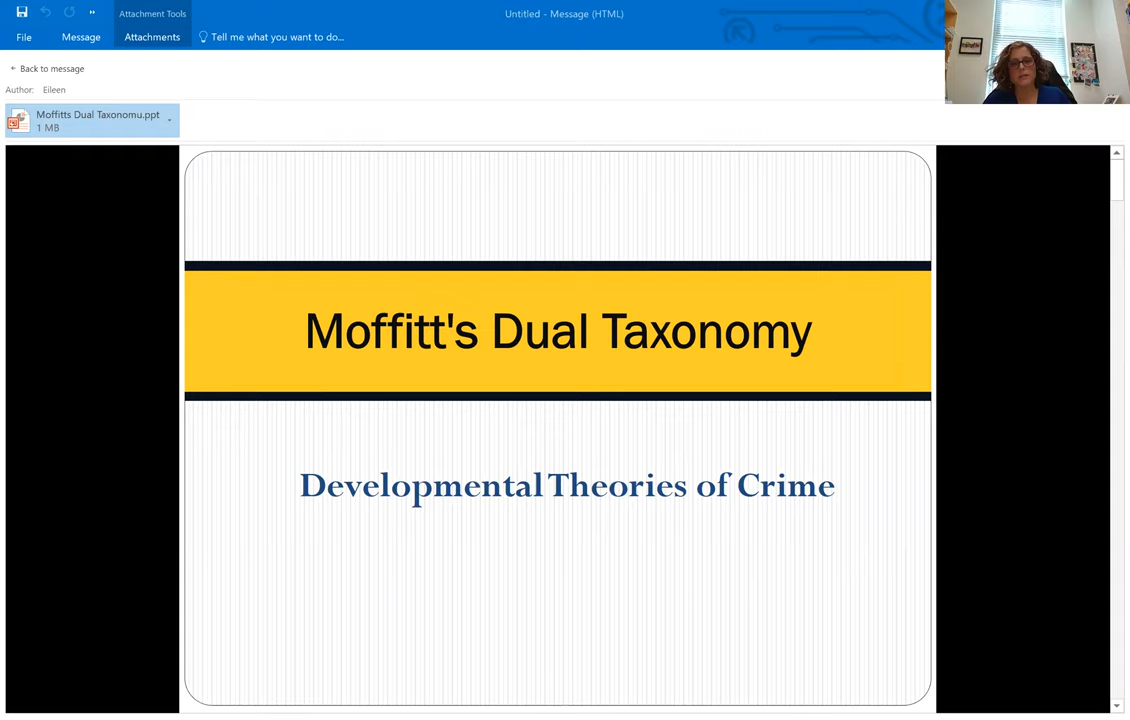 Attachment Tools
Untitled - Message (HTML)
File
Message
Attachments
Tell me what you want to do...
Back to message
Author: Eileen
Moffitts Dual Taxonomu.ppt
1 MB
Moffitt's Dual Taxonomy
Developmental Theories of Crime